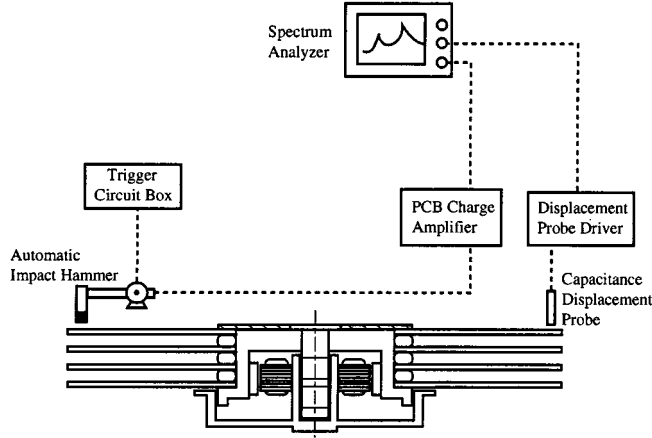 Spectrum
Analyzer
Trigger
Circuit Box
PCB Charge
Amplifier
Displacement
Probe Driver
Automatic
Impact Hammer
Capacitance
Displacement
Probe